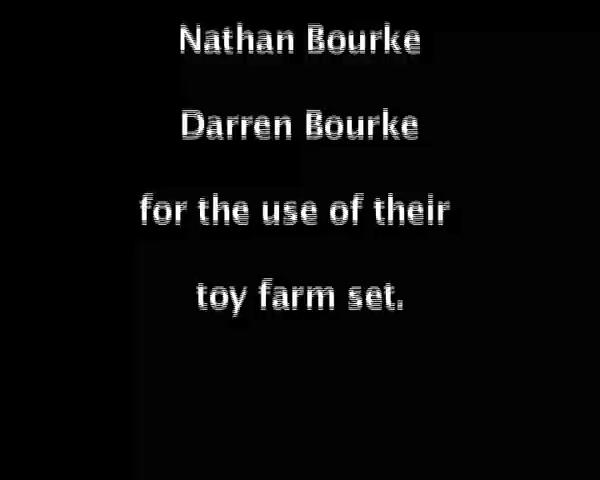 Nathan Bourke
Darren Bourke
for the use of their
toy farm set.